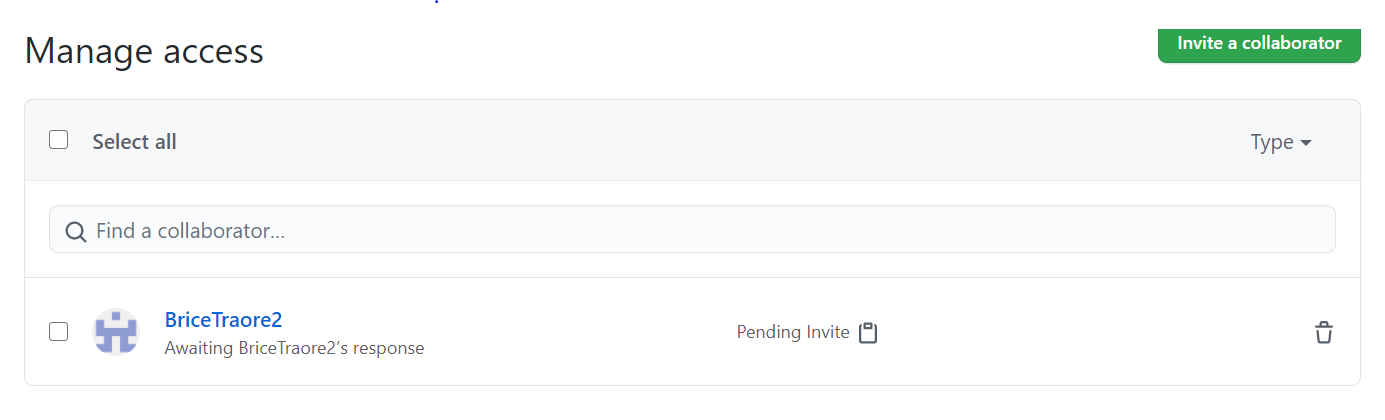 Manage access
Invite a collaborator
Select all
Type
Find a collaborator...
BriceTraore2
Awaiting BriceTraore2’s response
Pending Invite